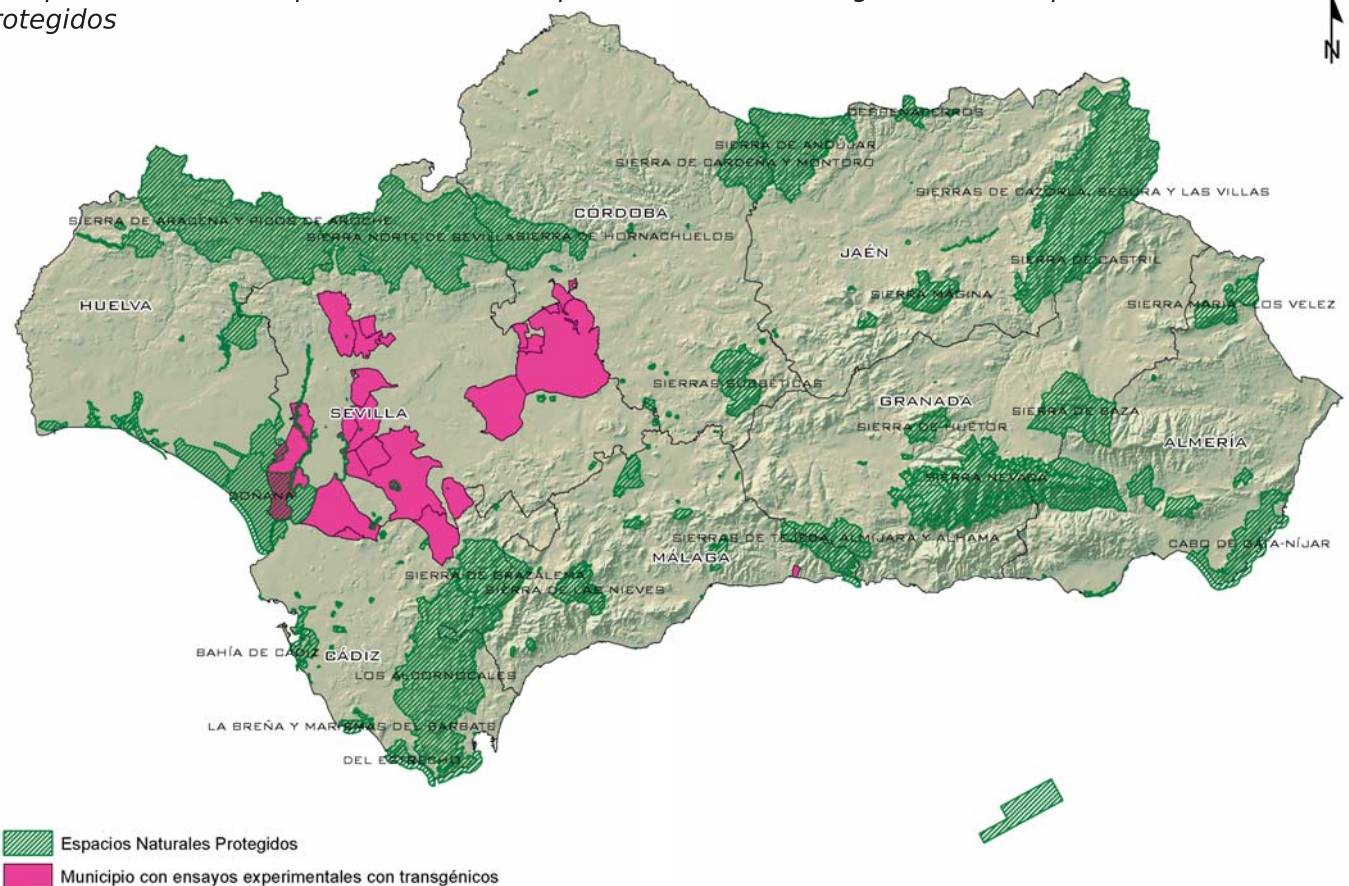 rotegidos
N
DESPEÑAPERROS
SIERRA DE ANDÚJAR
SIERRA DE CARDEÑA Y MONTORO
SIERRAS DE CAZORLA, SEGURA Y LAS VILLAS
CÓRDOBA
SIERRA DE ARACENA Y PICOS DE AROCHE
SIERRA NORTE DE SEVILLA
SIERRA DE HORNACHUELOS
JAÉN
SIERRA DE CASTRIL
SIERRA MÁGINA
HUELVA
SIERRA MARÍA - LOS VELEZ
SIERRAS SUBBÉTICAS
GRANADA
SEVILLA
SIERRA DE BAZA
SIERRA DE HUÉTOR
ALMERÍA
SIERRA NEVADA
DOÑANA
SIERRAS DE TEJEDA, ALMIJARA Y ALHAMA
CABO DE GATA-NÍJAR
MÁLAGA
SIERRA DE GRAZALEMA
SIERRA DE LAS NIEVES
BAHÍA DE CÁDIZ
CÁDIZ
LOS ALCORNOCALES
LA BREÑA Y MARISMAS DEL BARBATE
DEL ESTRECHO
Espacios Naturales Protegidos
Municipio con ensayos experimentales con transgénicos